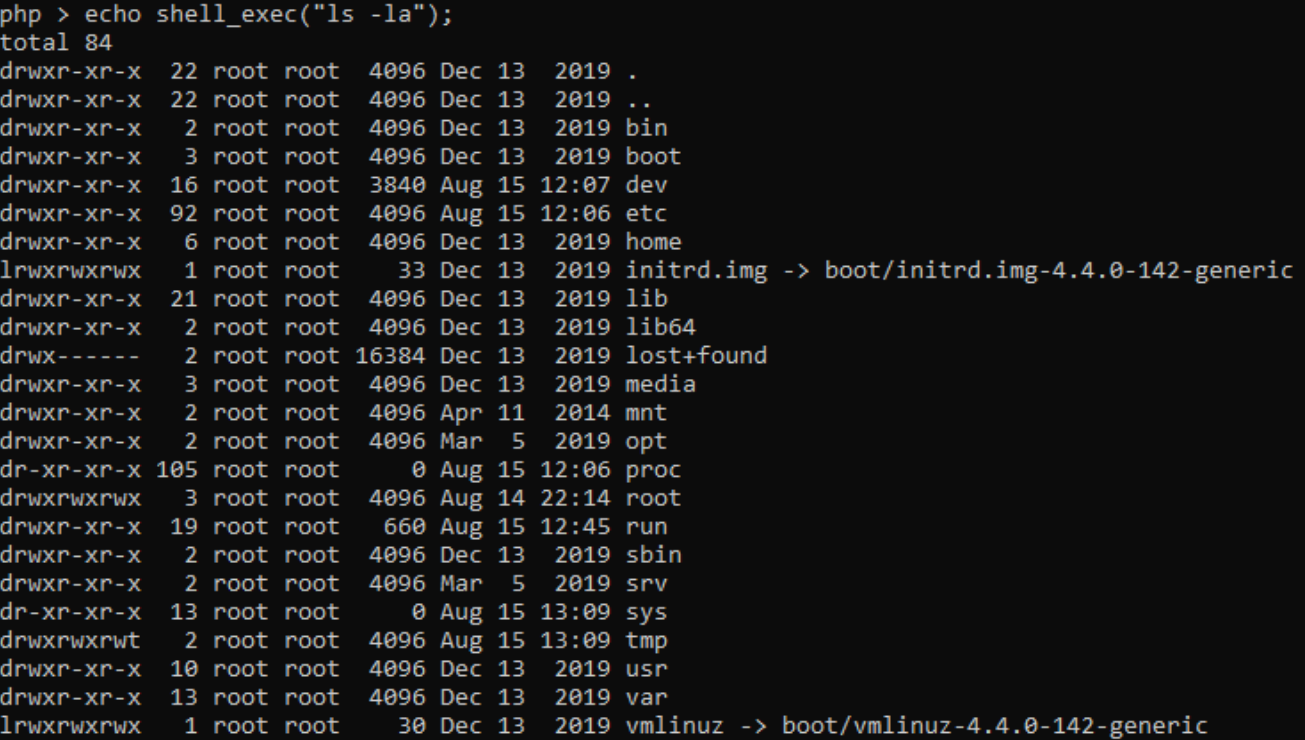 php > echo shell_exec("ls -la");
total 84
drwxr-xr-x  22 root root  4096 Dec 13  2019 .
drwxr-xr-x  22 root root  4096 Dec 13  2019 ..
drwxr-xr-x   2 root root  4096 Dec 13  2019 bin
drwxr-xr-x   3 root root  4096 Dec 13  2019 boot
drwxr-xr-x  16 root root  3840 Aug 15 12:07 dev
drwxr-xr-x  92 root root  4096 Aug 15 12:06 etc
drwxr-xr-x   6 root root  4096 Dec 13  2019 home
lrwxrwxrwx   1 root root    33 Dec 13  2019 initrd.img -> boot/initrd.img-4.4.0-142-generic
drwxr-xr-x  21 root root  4096 Dec 13  2019 lib
drwxr-xr-x   2 root root  4096 Dec 13  2019 lib64
drwx------   2 root root 16384 Dec 13  2019 lost+found
drwxr-xr-x   3 root root  4096 Dec 13  2019 media
drwxr-xr-x   2 root root  4096 Apr 11  2014 mnt
drwxr-xr-x   2 root root  4096 Mar  5  2019 opt
dr-xr-xr-x 105 root root     0 Aug 15 12:06 proc
drwxrwxrwx   3 root root  4096 Aug 14 22:14 root
drwxr-xr-x  19 root root   660 Aug 15 12:45 run
drwxr-xr-x   2 root root  4096 Dec 13  2019 sbin
drwxr-xr-x   2 root root  4096 Mar  5  2019 srv
dr-xr-xr-x  13 root root     0 Aug 15 13:09 sys
drwxrwxrwt   2 root root  4096 Aug 15 13:09 tmp
drwxr-xr-x  10 root root  4096 Dec 13  2019 usr
drwxr-xr-x  13 root root  4096 Dec 13  2019 var
lrwxrwxrwx   1 root root    30 Dec 13  2019 vmlinuz -> boot/vmlinuz-4.4.0-142-generic